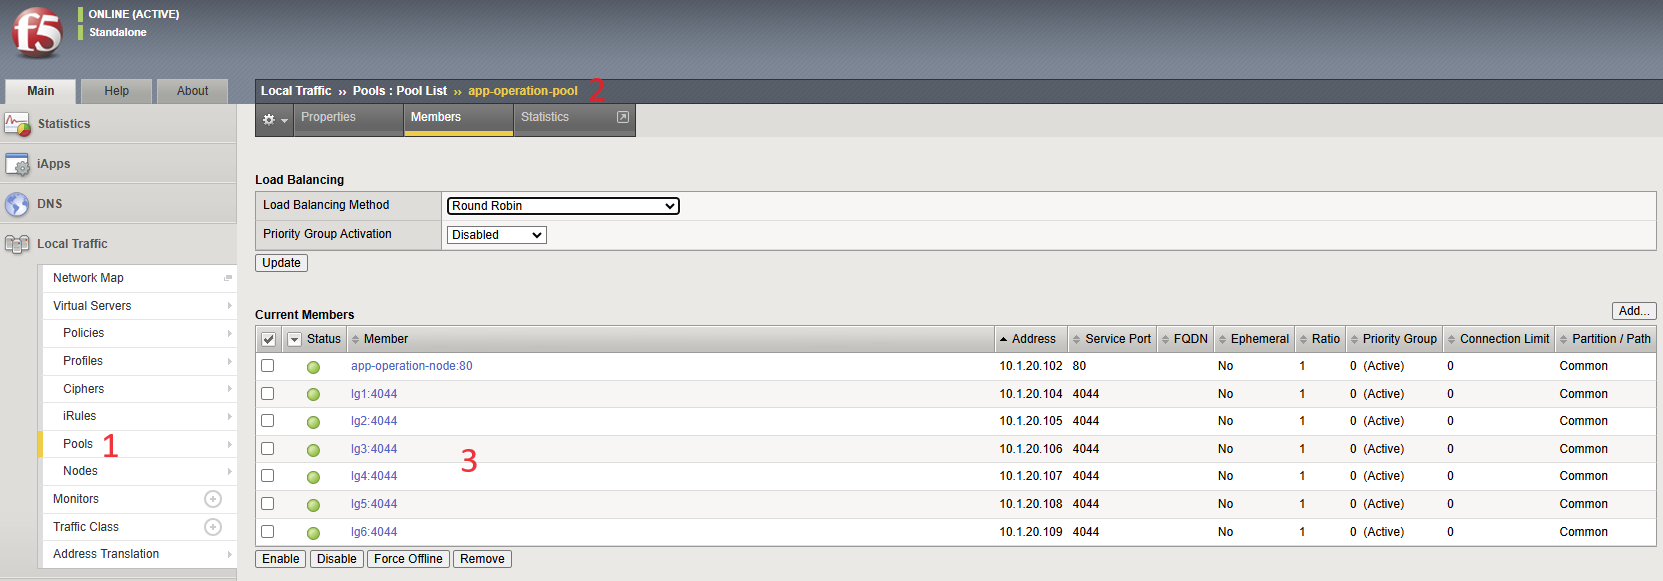 f5
ONLINE (ACTIVE)
Standalone
Main Help About
Statistics
iApps
DNS
Local Traffic
Network Map
Virtual Servers
Policies
Profiles
Ciphers
iRules
Pools 1
Nodes
Monitors
Traffic Class
Address Translation
Local Traffic ›› Pools : Pool List ›› app-operation-pool 2
Properties Members Statistics
Load Balancing
Load Balancing Method Round Robin
Priority Group Activation Disabled
Update
Current Members Add...
Status Member Address Service Port FQDN Ephemeral Ratio Priority Group Connection Limit Partition / Path
app-operation-node:80 10.1.20.102 80 No 1 0 (Active) 0 Common
lg1:4044 10.1.20.104 4044 No 1 0 (Active) 0 Common
lg2:4044 10.1.20.105 4044 No 1 0 (Active) 0 Common
lg3:4044 10.1.20.106 4044 No 1 0 (Active) 0 Common
3
lg4:4044 10.1.20.107 4044 No 1 0 (Active) 0 Common
lg5:4044 10.1.20.108 4044 No 1 0 (Active) 0 Common
lg6:4044 10.1.20.109 4044 No 1 0 (Active) 0 Common
Enable Disable Force Offline Remove